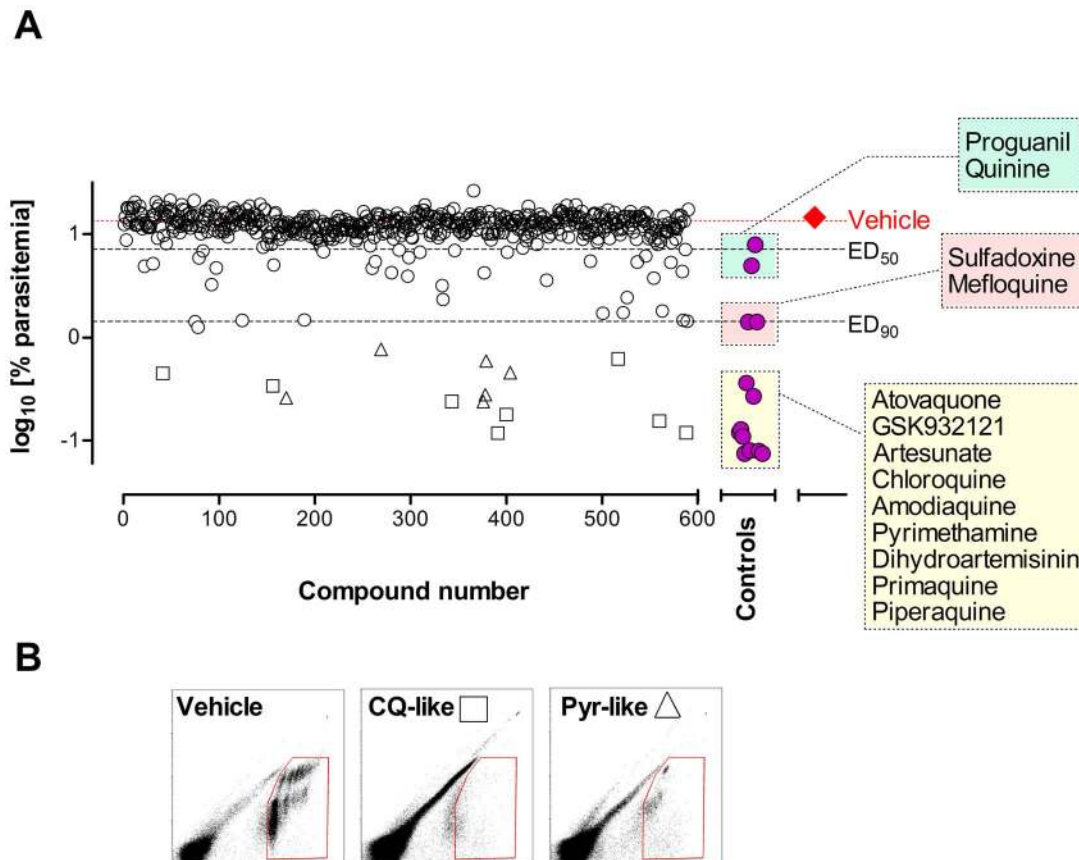 A
log10 [% parasitemia]
1
0
-1
0
100
200
300
400
500
600
Compound number
Controls
Vehicle
ED50
ED90
Proguanil
Quinine
Sulfadoxine
Mefloquine
Atovaquone
GSK932121
Artesunate
Chloroquine
Amodiaquine
Pyrimethamine
Dihydroartemisinin
Primaquine
Piperaquine
B
Vehicle
CQ-like
Pyr-like